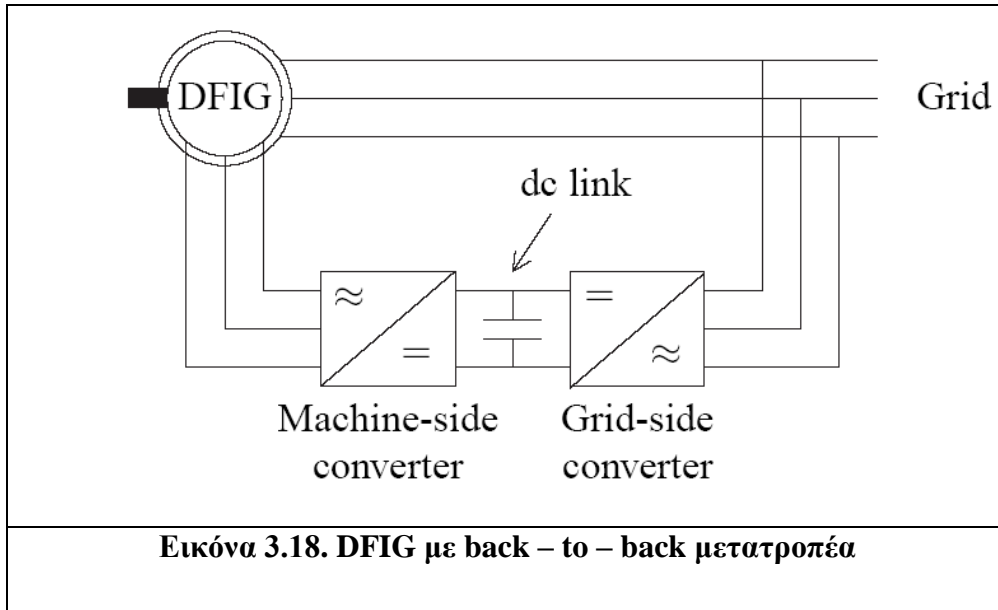 DFIG
Grid
dc link
≈
=
=
≈
Machine-side
converter
Grid-side
converter
Εικόνα 3.18. DFIG με back – to – back μετατροπέα